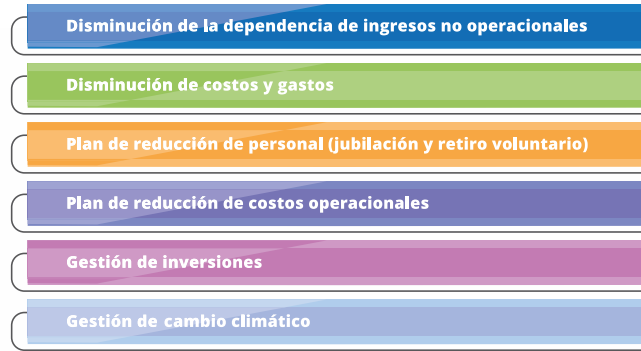 Disminución de la dependencia de ingresos no operacionales
Disminución de costos y gastos
Plan de reducción de personal (jubilación y retiro voluntario)
Plan de reducción de costos operacionales
Gestión de inversiones
Gestión de cambio climático